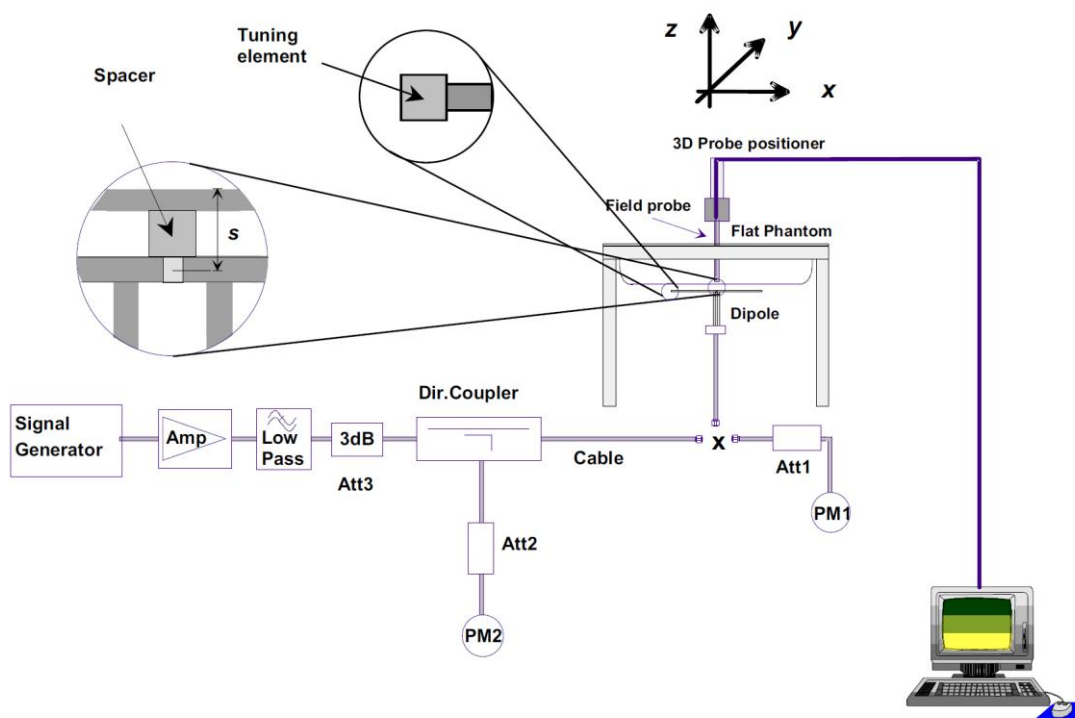 Tuning
element
Spacer
s
z
y
x
3D Probe positioner
Field probe
Flat Phantom
Dipole
Dir.Coupler
Signal
Generator
Amp
Low
Pass
3dB
Att3
Cable
x
Att1
PM1
Att2
PM2